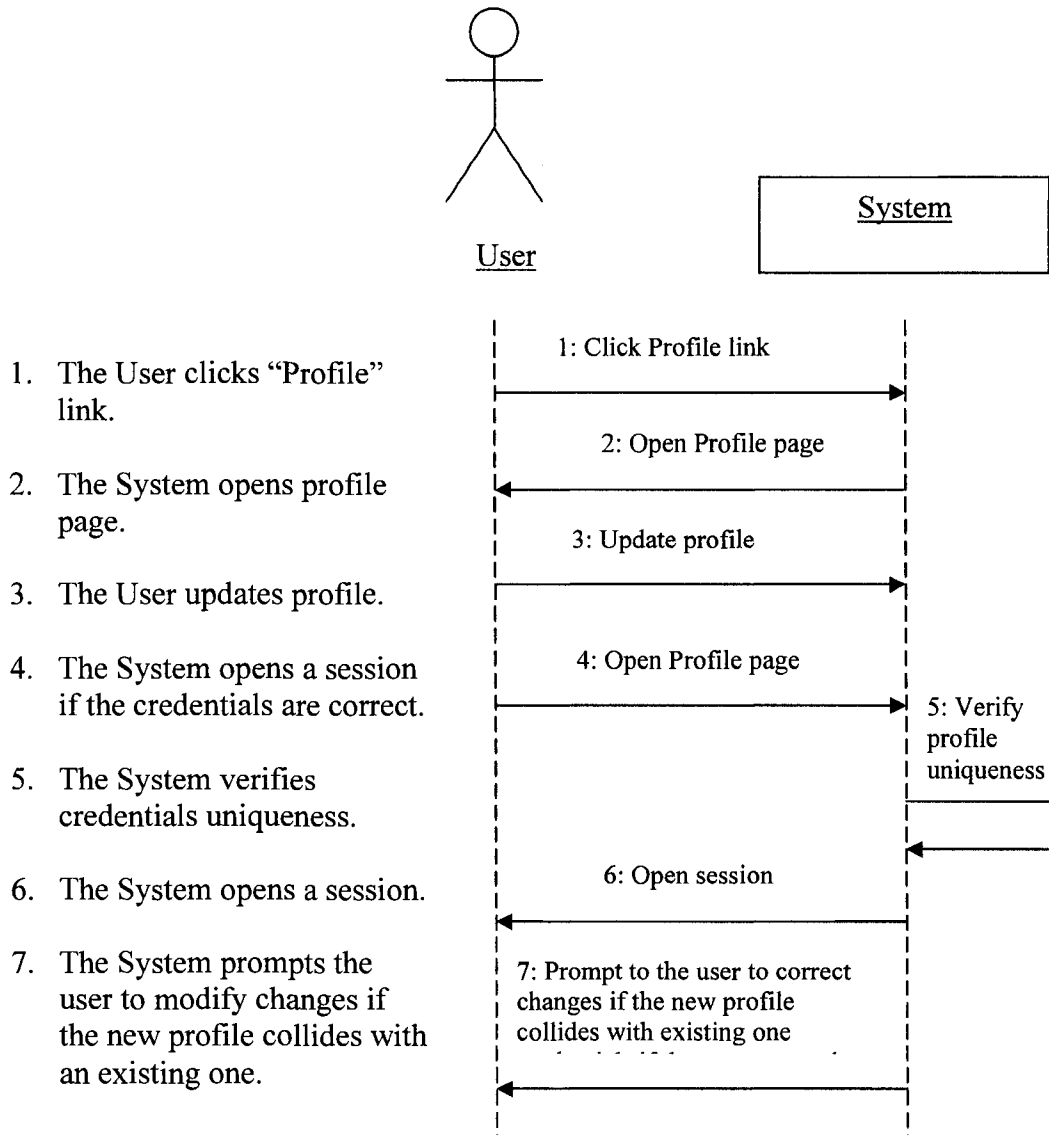 User
System
1. The User clicks “Profile”
link.
2. The System opens profile
page.
3. The User updates profile.
4. The System opens a session
if the credentials are correct.
5. The System verifies
credentials uniqueness.
6. The System opens a session.
7. The System prompts the
user to modify changes if
the new profile collides with
an existing one.
1: Click Profile link
2: Open Profile page
3: Update profile
4: Open Profile page
5: Verify
profile
uniqueness
6: Open session
7: Prompt to the user to correct
changes if the new profile
collides with existing one